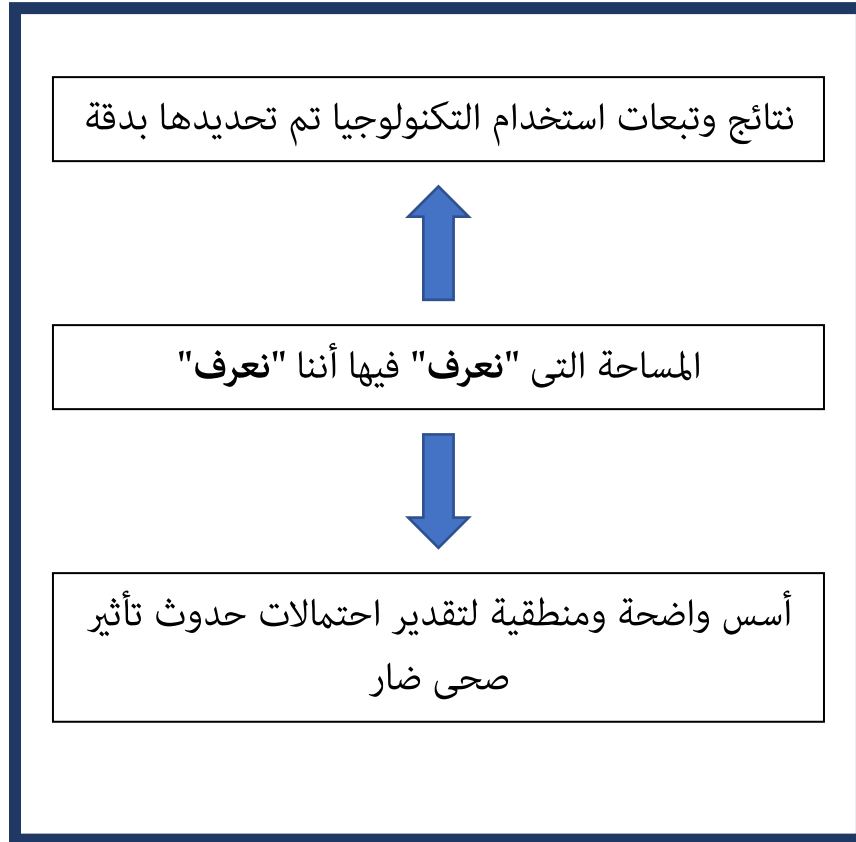 نتائج وتبعات استخدام التكنولوجيا تم تحديدها بدقة
المساحة التى "نعرف" فيها أننا "نعرف"
أسس واضحة ومنطقية لتقدير احتمالات حدوث تأثير
صحى ضار